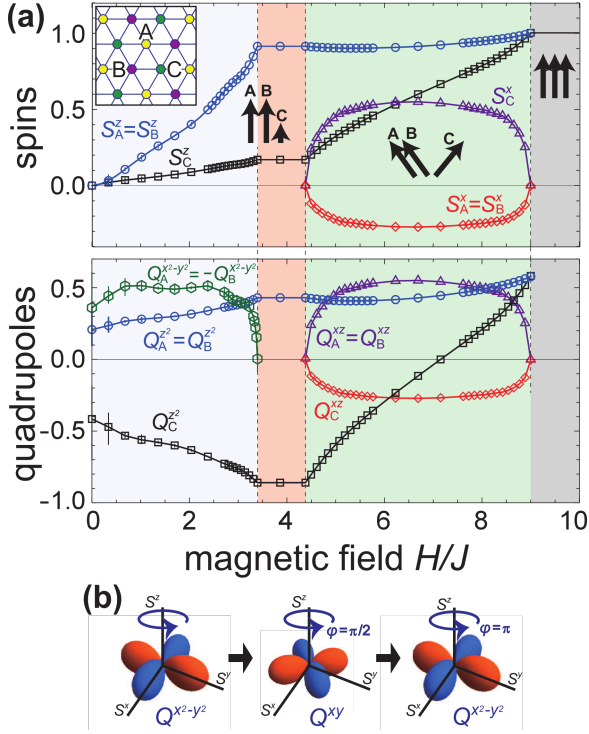 (a)
A
B
C
spins
1.0
0.5
0.0
S_A^z=S_B^z
S_C^z
A B C
S_C^x
A B C
S_A^x=S_B^x
quadrupoles
0.5
0.0
-0.5
-1.0
Q_A^{x²-y²}=-Q_B^{x²-y²}
Q_A^{z²}=Q_B^{z²}
Q_C^{z²}
Q_A^{xz}=Q_B^{xz}
Q_C^{xz}
0 2 4 6 8 10
magnetic field H/J
(b)
S^z
S^y
S^x
Q^{x²-y²}
S^z
φ=π/2
S^y
S^x
Q^{xy}
S^z
φ=π
S^y
S^x
Q^{x²-y²}